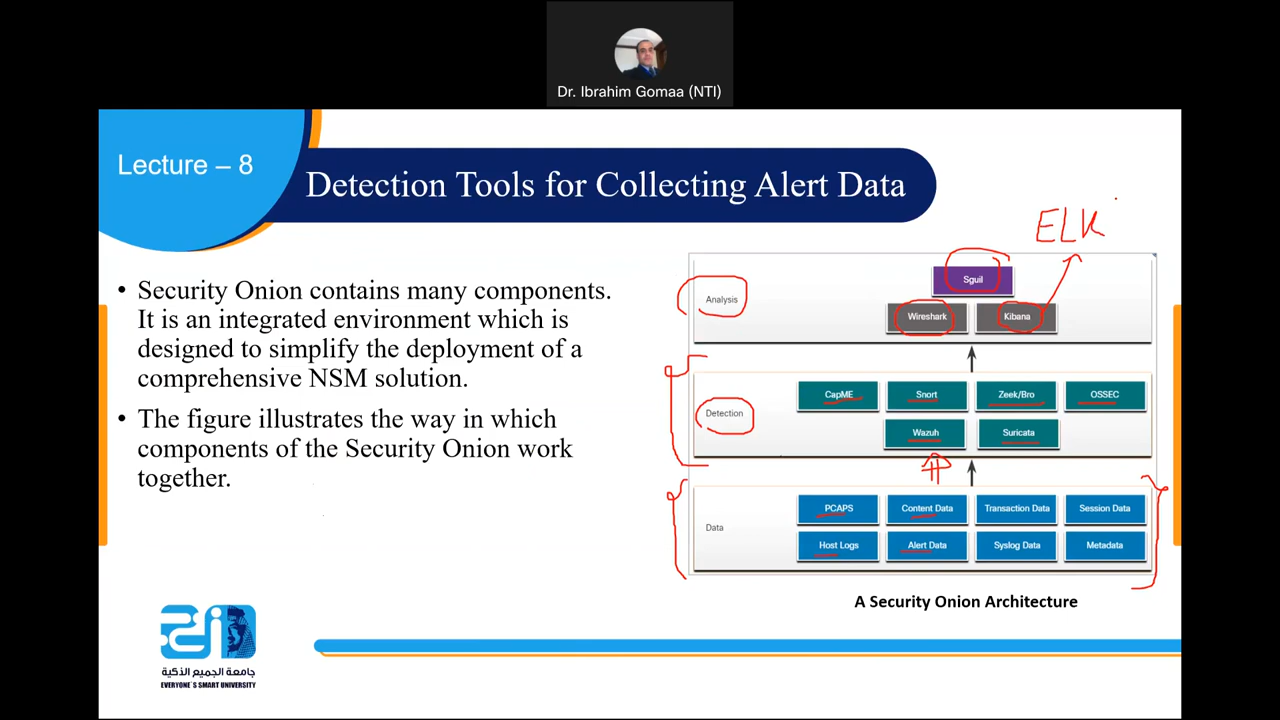 Dr. Ibrahim Gomaa (NTI)
Lecture – 8
Detection Tools for Collecting Alert Data
• Security Onion contains many components.
It is an integrated environment which is
designed to simplify the deployment of a
comprehensive NSM solution.
• The figure illustrates the way in which
components of the Security Onion work
together.
ELK
Analysis
Sguil
Wireshark
Kibana
Detection
CapME
Snort
Zeek/Bro
OSSEC
Wazuh
Suricata
Data
PCAPS
Content Data
Transaction Data
Session Data
Host Logs
Alert Data
Syslog Data
Metadata
A Security Onion Architecture
جامعة الجميع الذكية
EVERYONE`S SMART UNIVERSITY